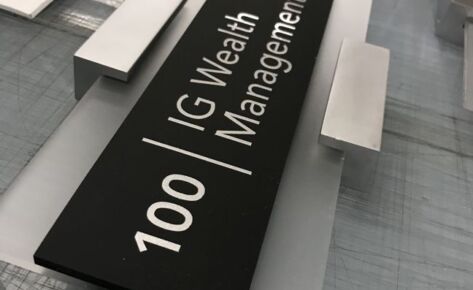 100 | IG Wealth
Management